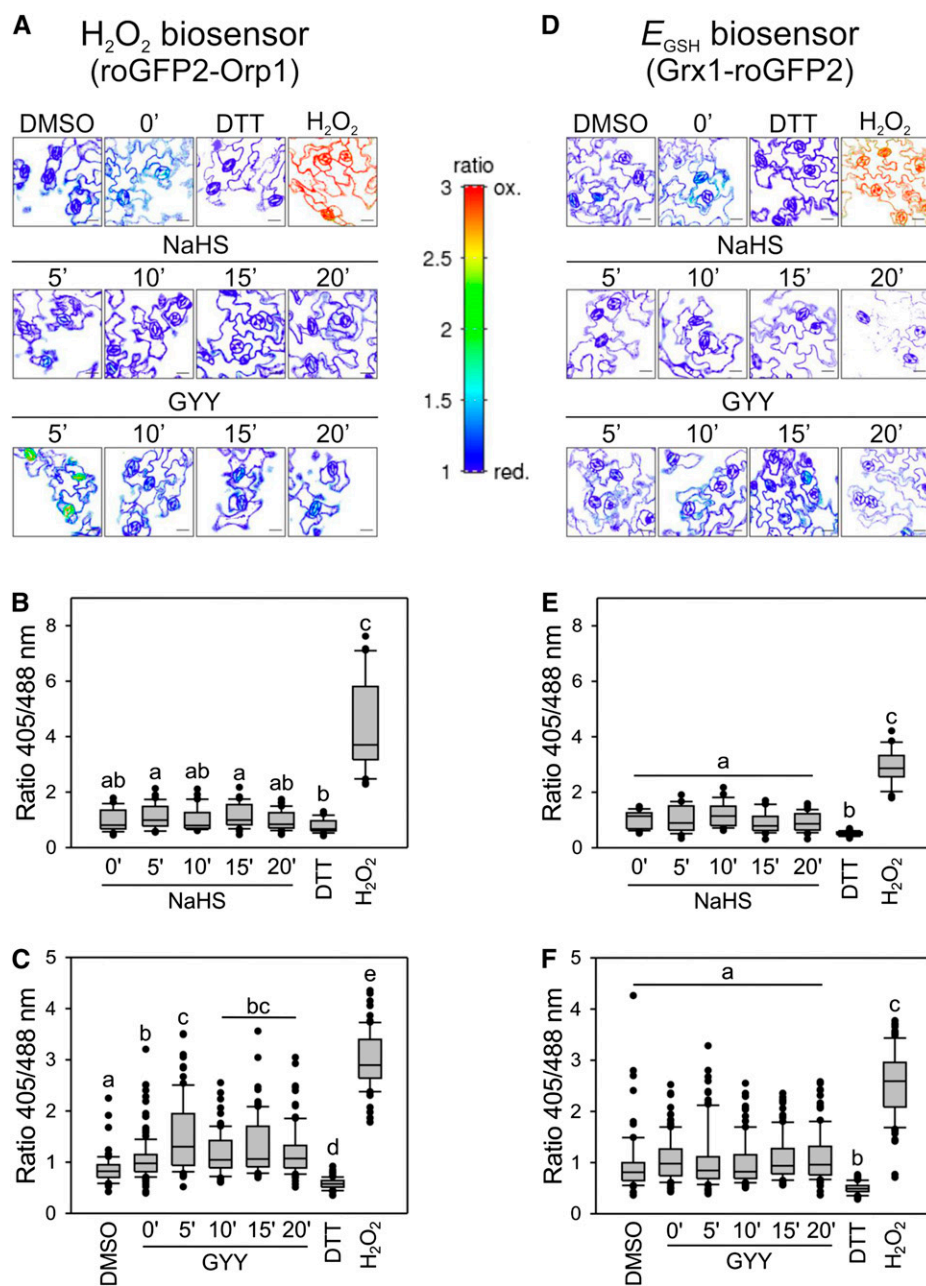 A
H₂O₂ biosensor
(roGFP2-Orp1)
DMSO 0' DTT H₂O₂
NaHS
5' 10' 15' 20'
GYY
5' 10' 15' 20'
ratio
3 ox.
2.5
2
1.5
1 red.
D
E_GSH biosensor
(Grx1-roGFP2)
DMSO 0' DTT H₂O₂
NaHS
5' 10' 15' 20'
GYY
5' 10' 15' 20'
B
Ratio 405/488 nm
8
6
4
2
0
ab a ab a ab b c
0' 5' 10' 15' 20' DTT H₂O₂
NaHS
E
Ratio 405/488 nm
8
6
4
2
0
a b c
0' 5' 10' 15' 20' DTT H₂O₂
NaHS
C
Ratio 405/488 nm
5
4
3
2
1
0
a b c bc d e
DMSO 0' 5' 10' 15' 20' DTT H₂O₂
GYY
F
Ratio 405/488 nm
5
4
3
2
1
0
a b c
DMSO 0' 5' 10' 15' 20' DTT H₂O₂
GYY